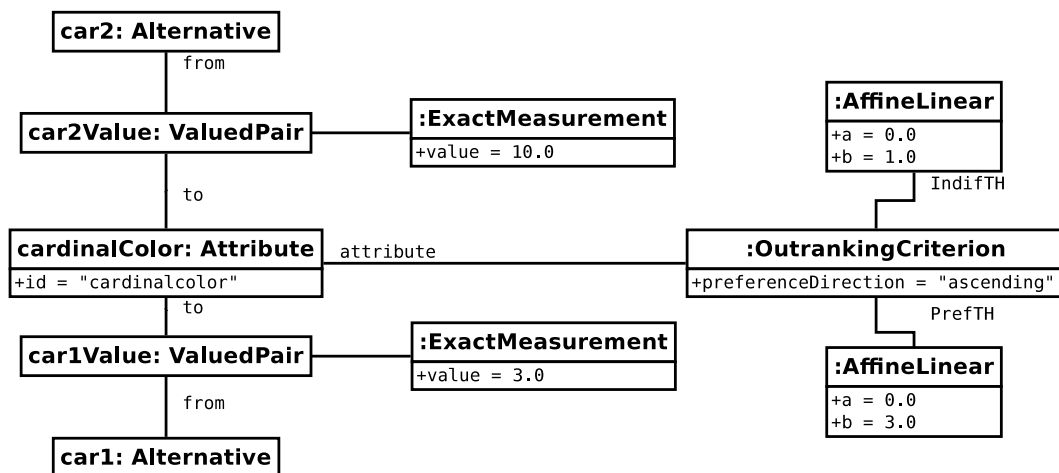 car2: Alternative
from
car2Value: ValuedPair
:ExactMeasurement
+value = 10.0
:AffineLinear
+a = 0.0
+b = 1.0
IndifTH
to
cardinalColor: Attribute
+id = "cardinalcolor"
attribute
:OutrankingCriterion
+preferenceDirection = "ascending"
to
PrefTH
car1Value: ValuedPair
:ExactMeasurement
+value = 3.0
:AffineLinear
+a = 0.0
+b = 3.0
from
car1: Alternative